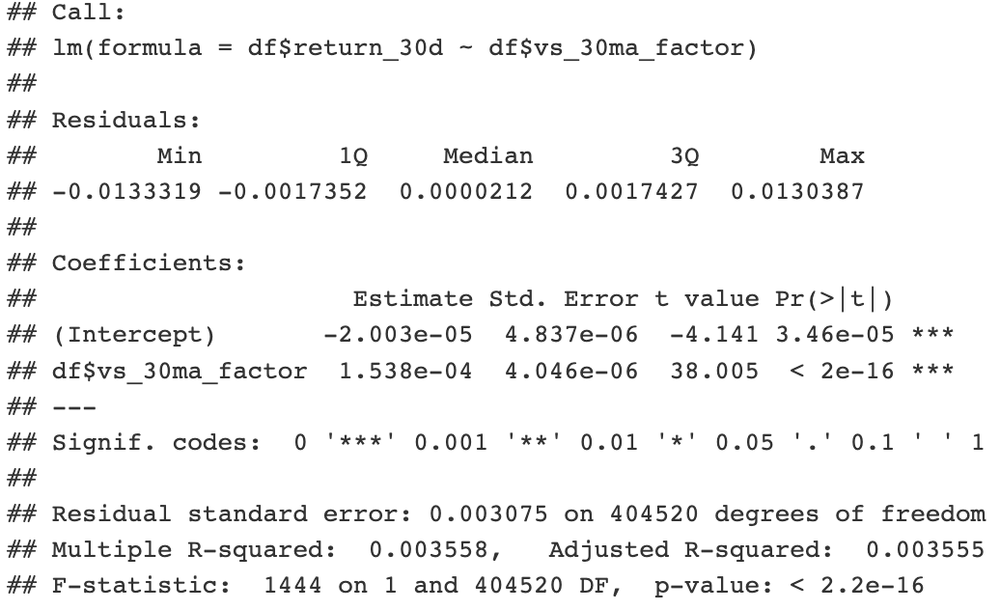 ## Call:
## lm(formula = df$return_30d ~ df$vs_30ma_factor)
##
## Residuals:
##        Min         1Q     Median         3Q        Max
## -0.0133319 -0.0017352  0.0000212  0.0017427  0.0130387
##
## Coefficients:
##                     Estimate Std. Error t value Pr(>|t|)
## (Intercept)       -2.003e-05  4.837e-06  -4.141 3.46e-05 ***
## df$vs_30ma_factor  1.538e-04  4.046e-06  38.005  < 2e-16 ***
## ---
## Signif. codes:  0 '***' 0.001 '**' 0.01 '*' 0.05 '.' 0.1 ' ' 1
##
## Residual standard error: 0.003075 on 404520 degrees of freedom
## Multiple R-squared:  0.003558,   Adjusted R-squared:  0.003555
## F-statistic:  1444 on 1 and 404520 DF,  p-value: < 2.2e-16